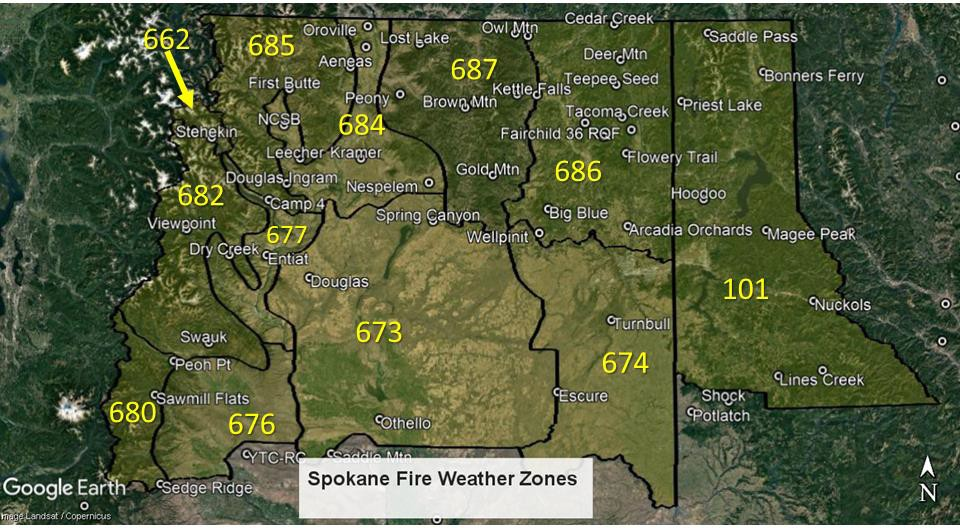 Oroville
Lost Lake
Owl Mtn
Cedar Creek
Saddle Pass
662
685
Aeneas
687
Deer Mtn
Bonners Ferry
First Butte
Peony
Brown Mtn
Kettle Falls
Teepee Seed
Priest Lake
Stehekin
NCSB
684
Tacoma Creek
Fairchild 36 RQF
Leecher
Kramer
Flowery Trail
682
Douglas Ingram
Nespelem
Gold Mtn
686
Hoodoo
Viewpoint
Camp 4
Spring Canyon
Big Blue
Dry Creek
677
Entiat
Wellpinit
Arcadia Orchards
Magee Peak
Douglas
101
Nuckols
Swauk
673
Turnbull
Peoh Pt
674
Lines Creek
680
Sawmill Flats
676
Othello
Escure
Shock
Potlatch
YTC-RC
Saddle Mtn
Spokane Fire Weather Zones
Google Earth
Sedge Ridge
N
Image Landsat / Copernicus